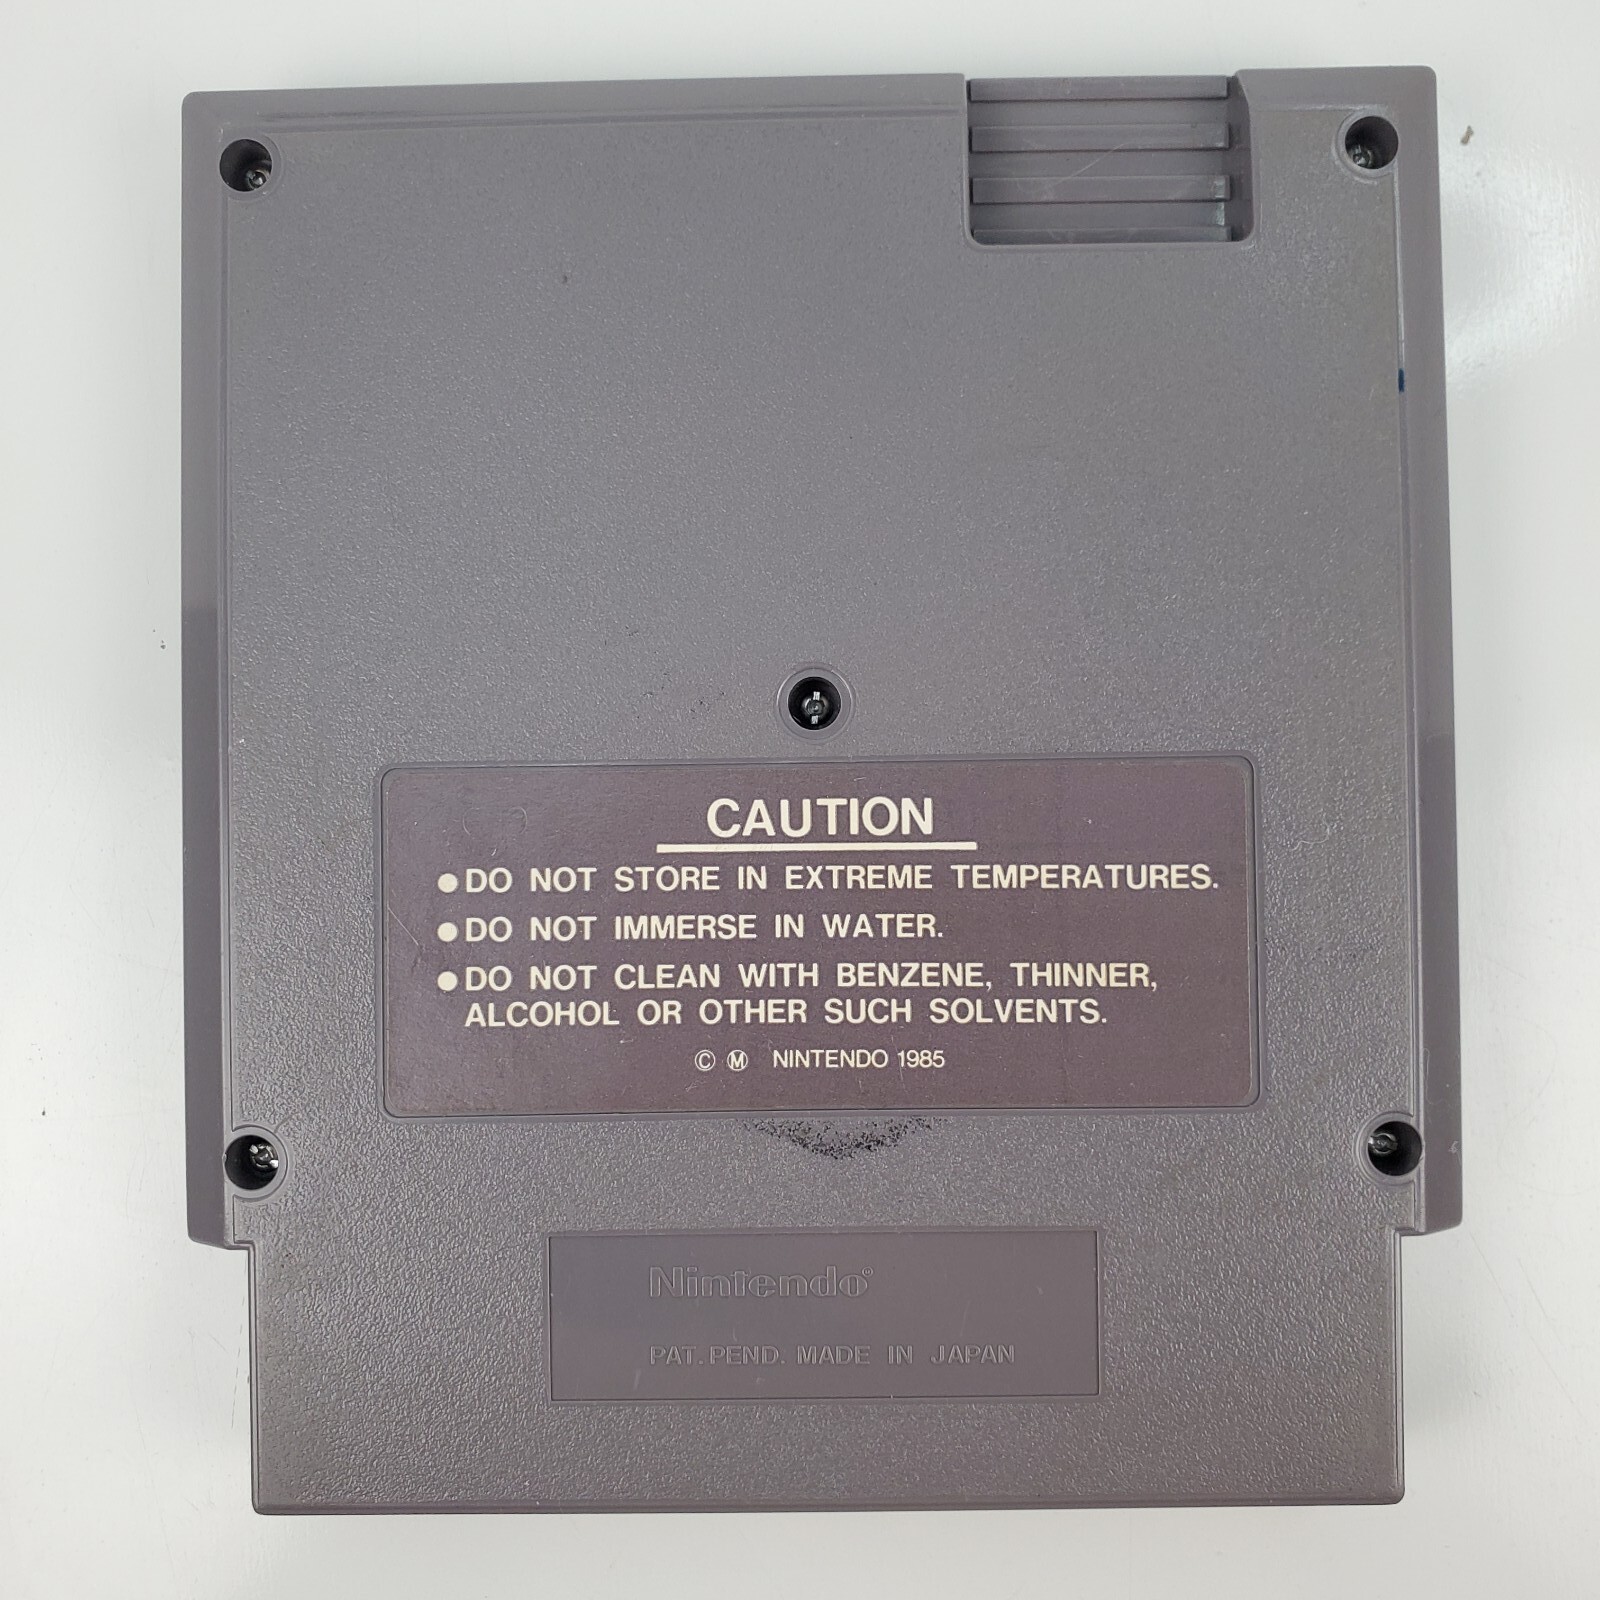 CAUTION
●DO NOT STORE IN EXTREME TEMPERATURES.
●DO NOT IMMERSE IN WATER.
●DO NOT CLEAN WITH BENZENE, THINNER,
ALCOHOL OR OTHER SUCH SOLVENTS.
© Ⓜ NINTENDO 1985
Nintendo®
PAT. PEND. MADE IN JAPAN